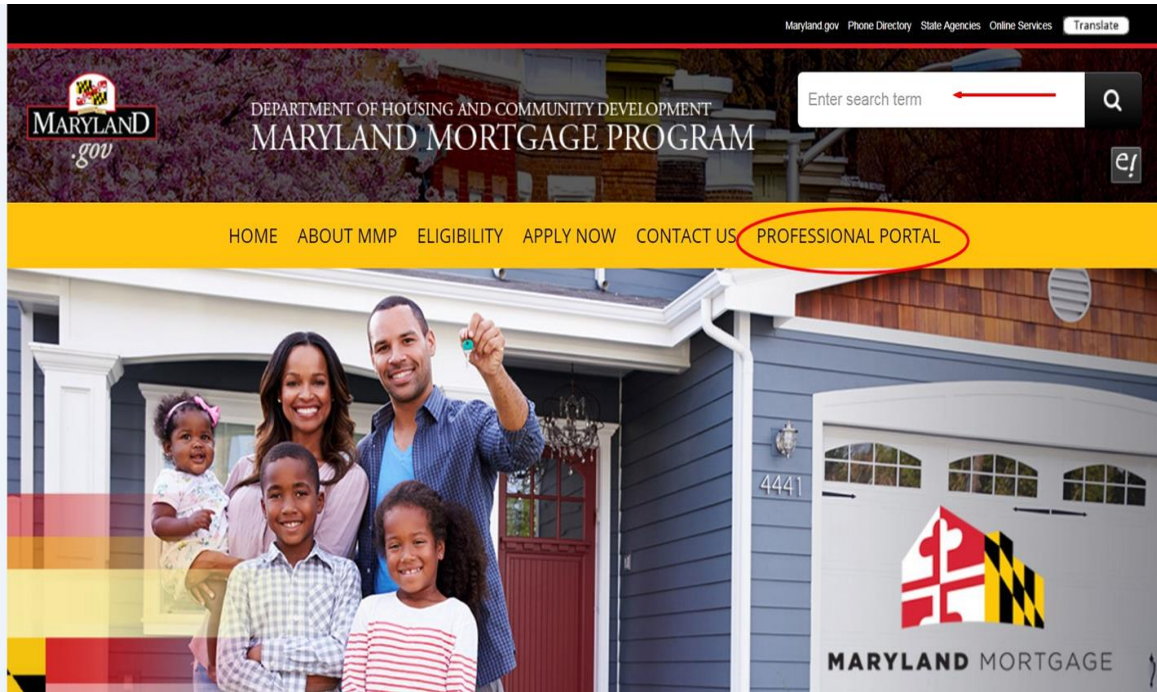 Maryland.gov Phone Directory State Agencies Online Services Translate
MARYLAND
.gov
DEPARTMENT OF HOUSING AND COMMUNITY DEVELOPMENT
MARYLAND MORTGAGE PROGRAM
Enter search term
e!
HOME ABOUT MMP ELIGIBILITY APPLY NOW CONTACT US PROFESSIONAL PORTAL
4441
MARYLAND MORTGAGE